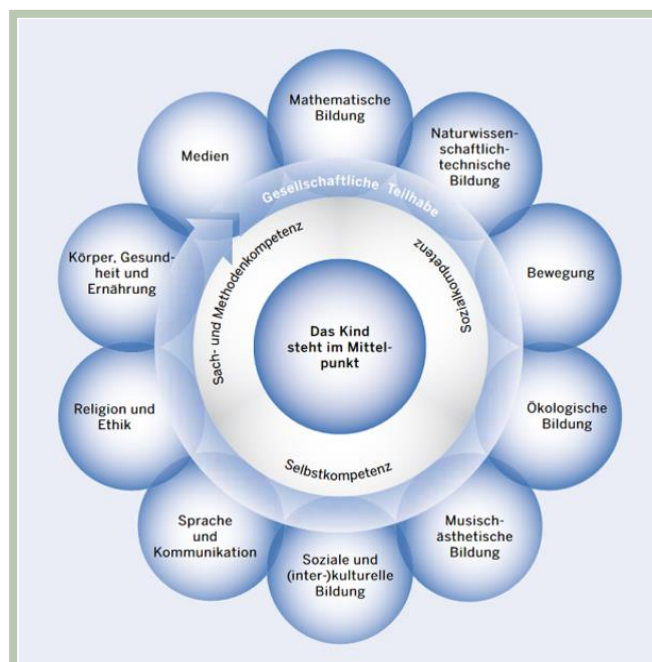 Mathematische
Bildung
Naturwissen-
schaftlich-
technische
Bildung
Bewegung
Ökologische
Bildung
Musisch-
ästhetische
Bildung
Soziale und
(inter-)kulturelle
Bildung
Sprache
und
Kommunikation
Religion und
Ethik
Körper, Gesund-
heit und
Ernährung
Medien
Gesellschaftliche Teilhabe
Sach- und Methodenkompetenz
Sozialkompetenz
Selbstkompetenz
Das Kind
steht im Mittel-
punkt